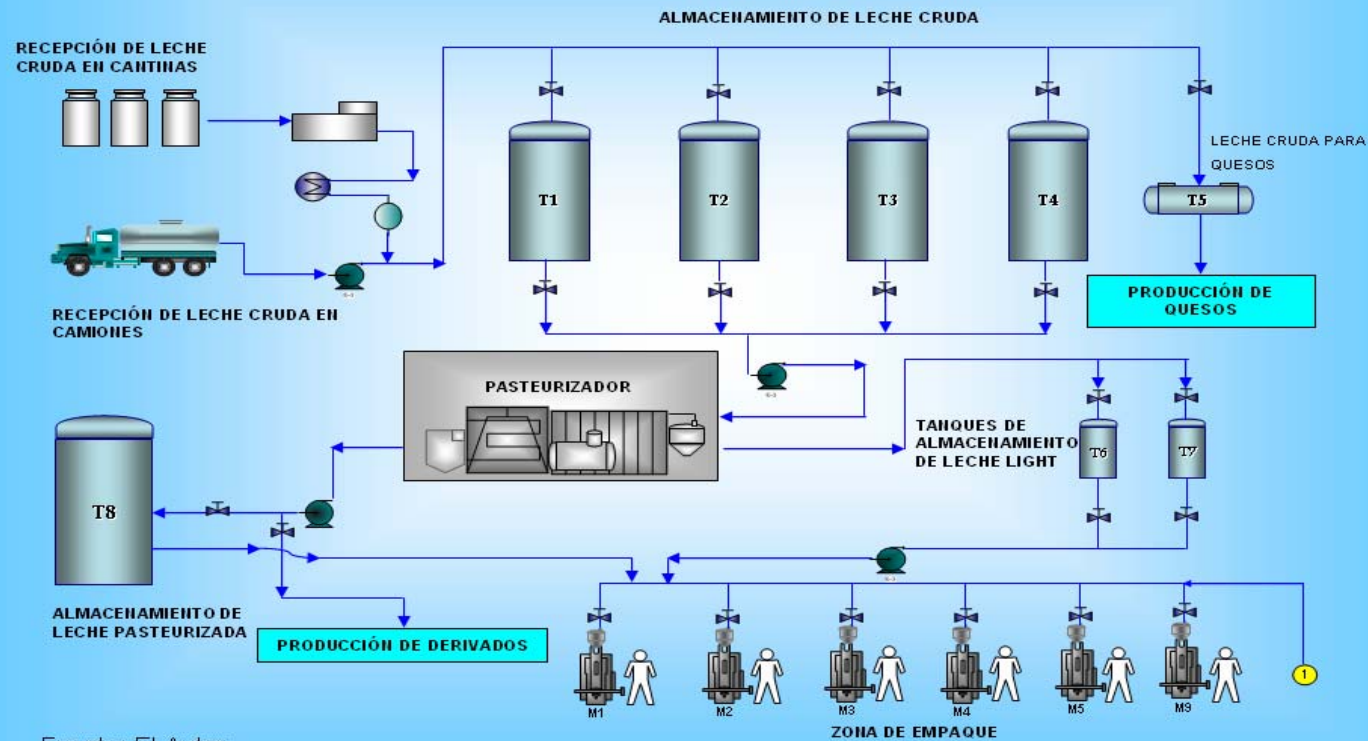 ALMACENAMIENTO DE LECHE CRUDA
RECEPCIÓN DE LECHE
CRUDA EN CANTINAS
LECHE CRUDA PARA
QUESOS
T1
T2
T3
T4
T5
RECEPCIÓN DE LECHE CRUDA EN
CAMIONES
PRODUCCIÓN DE
QUESOS
PASTEURIZADOR
TANQUES DE
ALMACENAMIENTO
DE LECHE LIGHT
T6
T7
T8
ALMACENAMIENTO DE
LECHE PASTEURIZADA
PRODUCCIÓN DE DERIVADOS
1
M1
M2
M3
M4
M5
M9
ZONA DE EMPAQUE